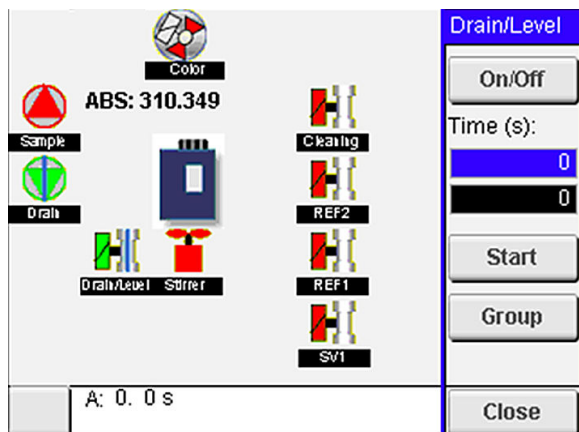 Drain/Level
Color
On/Off
ABS: 310.349
Time (s):
Sample
Cleaning
0
0
Drain
REF2
Start
Drain/Level
Stirrer
REF1
Group
SV1
A: 0. 0 s
Close